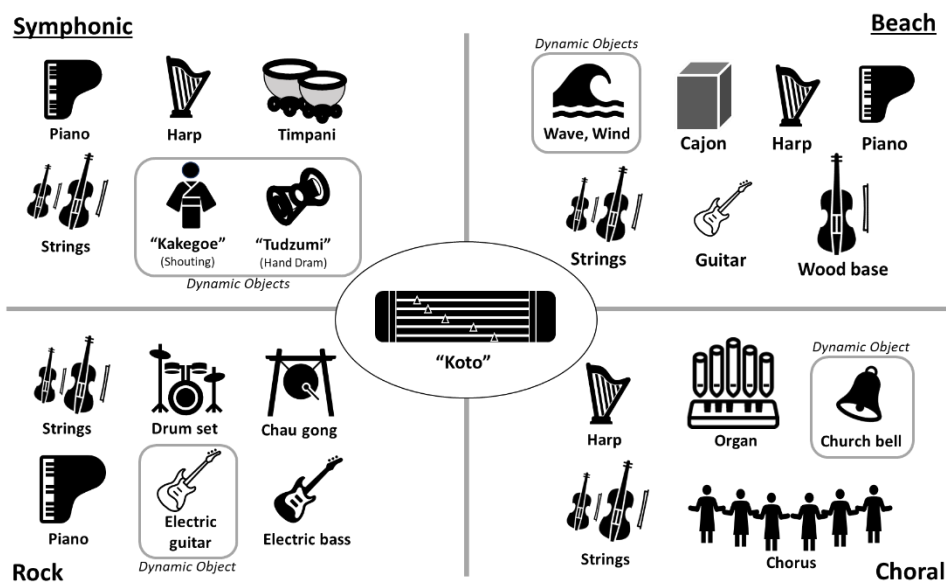 Symphonic
Piano
Harp
Timpani
Strings
“Kakegoe”
(Shouting)
“Tudzumi”
(Hand Dram)
Dynamic Objects
Beach
Dynamic Objects
Wave, Wind
Cajon
Harp
Piano
Strings
Guitar
Wood base
“Koto”
Strings
Drum set
Chau gong
Piano
Electric
guitar
Dynamic Object
Electric bass
Rock
Harp
Organ
Dynamic Object
Church bell
Strings
Chorus
Choral